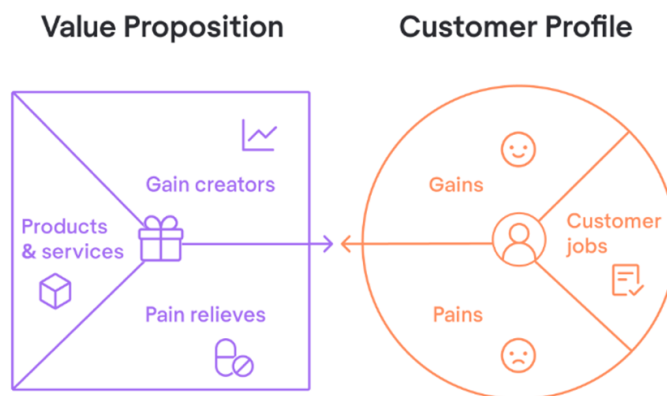 Value Proposition
Customer Profile
Gain creators
Products
& services
Pain relieves
Gains
Customer
jobs
Pains